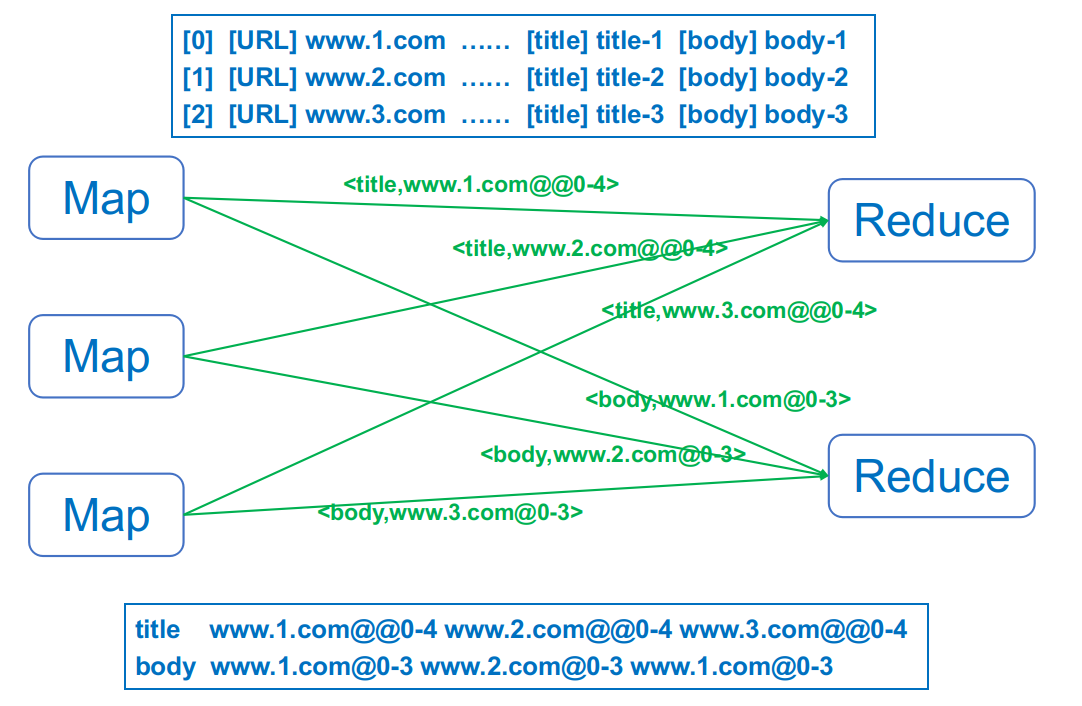 [0] [URL] www.1.com …… [title] title-1 [body] body-1
[1] [URL] www.2.com …… [title] title-2 [body] body-2
[2] [URL] www.3.com …… [title] title-3 [body] body-3
Map
<title,www.1.com@@0-4>
Reduce
<title,www.2.com@@0-4>
<title,www.3.com@@0-4>
Map
<body,www.1.com@0-3>
<body,www.2.com@0-3>
Reduce
Map
<body,www.3.com@0-3>
title www.1.com@@0-4 www.2.com@@0-4 www.3.com@@0-4
body www.1.com@0-3 www.2.com@0-3 www.1.com@0-3